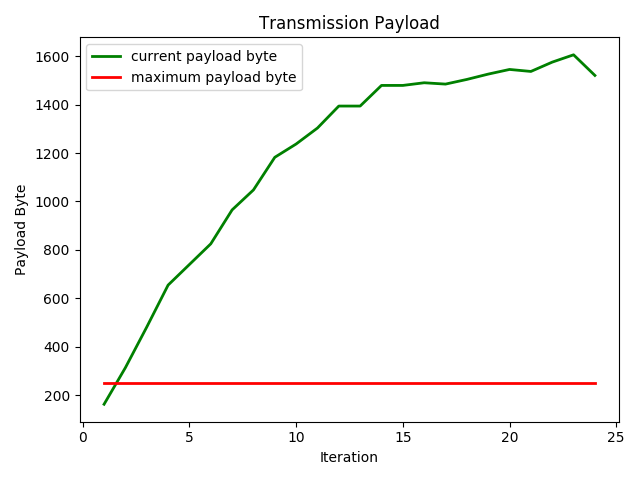 Transmission Payload
current payload byte
maximum payload byte
1600
1400
1200
1000
800
600
400
200
Payload Byte
0 5 10 15 20 25
Iteration